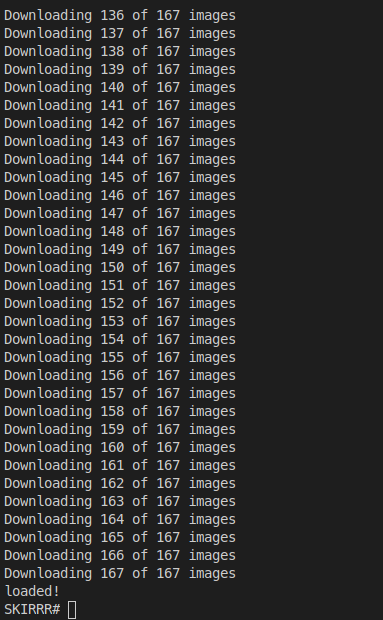 Downloading 136 of 167 images
Downloading 137 of 167 images
Downloading 138 of 167 images
Downloading 139 of 167 images
Downloading 140 of 167 images
Downloading 141 of 167 images
Downloading 142 of 167 images
Downloading 143 of 167 images
Downloading 144 of 167 images
Downloading 145 of 167 images
Downloading 146 of 167 images
Downloading 147 of 167 images
Downloading 148 of 167 images
Downloading 149 of 167 images
Downloading 150 of 167 images
Downloading 151 of 167 images
Downloading 152 of 167 images
Downloading 153 of 167 images
Downloading 154 of 167 images
Downloading 155 of 167 images
Downloading 156 of 167 images
Downloading 157 of 167 images
Downloading 158 of 167 images
Downloading 159 of 167 images
Downloading 160 of 167 images
Downloading 161 of 167 images
Downloading 162 of 167 images
Downloading 163 of 167 images
Downloading 164 of 167 images
Downloading 165 of 167 images
Downloading 166 of 167 images
Downloading 167 of 167 images
loaded!
SKIRRR#